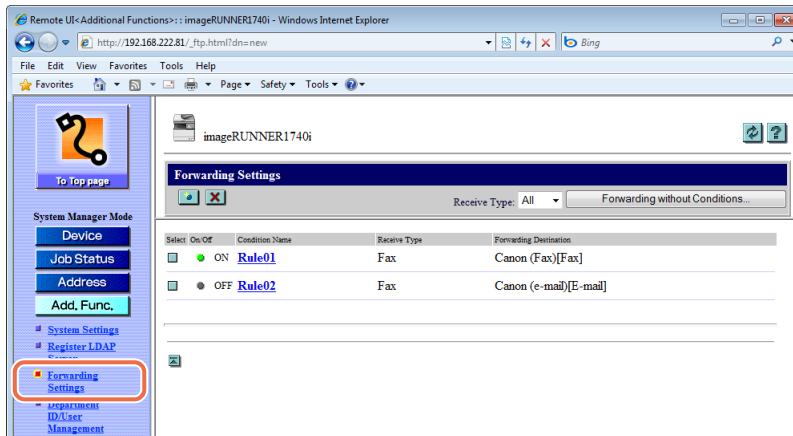 Remote UI<Additional Functions>: : imageRUNNER1740i - Windows Internet Explorer
http://192.168.222.81/_ftp.html?dn=new
Bing
File Edit View Favorites Tools Help
Favorites Page Safety Tools
imageRUNNER1740i
To Top page
Forwarding Settings
Receive Type: All Forwarding without Conditions...
System Manager Mode
Device
Job Status
Address
Add. Func.
Select On/Off Condition Name Receive Type Forwarding Destination
ON Rule01 Fax Canon (Fax)[Fax]
OFF Rule02 Fax Canon (e-mail)[E-mail]
System Settings
Register LDAP
Server
Forwarding
Settings
Department
ID/User
Management